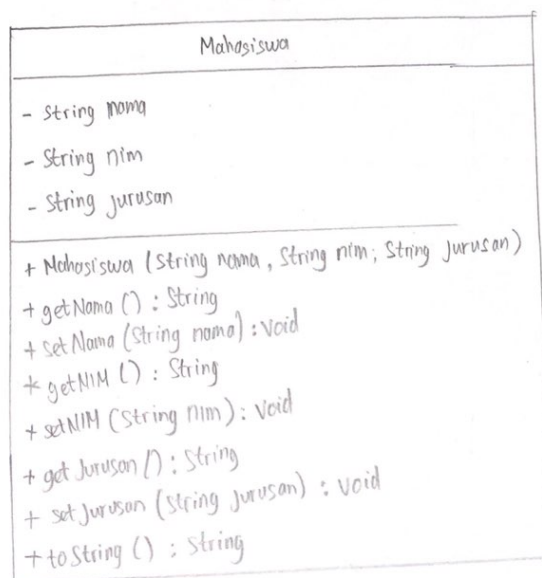 Mahasiswa
- String nama
- String nim
- String jurusan
+ Mahasiswa (String nama, String nim; String jurusan)
+ getNama () : String
+ setNama (String nama) : void
+ getNIM () : String
+ setNIM (String nim) : void
+ get Jurusan () : String
+ set Jurusan (String jurusan) : void
+ toString () : String